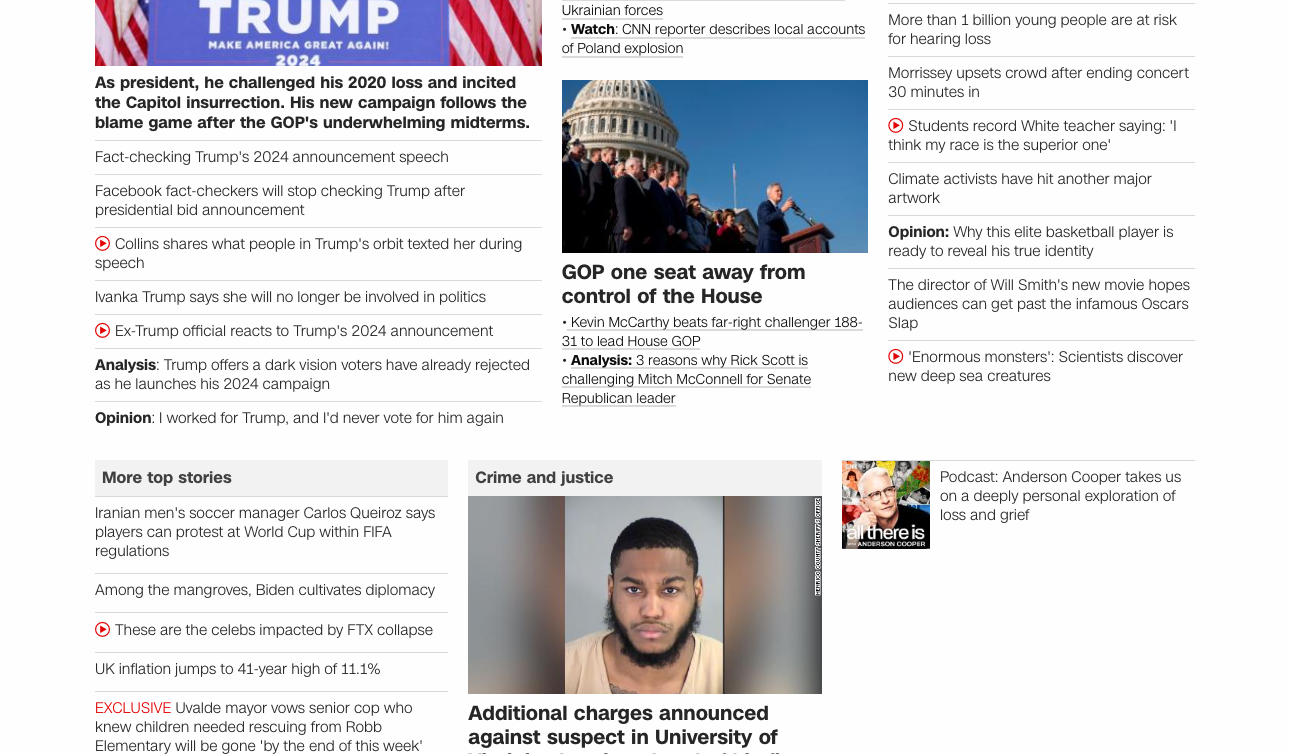 TRUMP
MAKE AMERICA GREAT AGAIN!
2024
As president, he challenged his 2020 loss and incited
the Capitol insurrection. His new campaign follows the
blame game after the GOP's underwhelming midterms.
Fact-checking Trump's 2024 announcement speech
Facebook fact-checkers will stop checking Trump after
presidential bid announcement
Collins shares what people in Trump's orbit texted her during
speech
Ivanka Trump says she will no longer be involved in politics
Ex-Trump official reacts to Trump's 2024 announcement
Analysis: Trump offers a dark vision voters have already rejected
as he launches his 2024 campaign
Opinion: I worked for Trump, and I'd never vote for him again
Ukrainian forces
• Watch: CNN reporter describes local accounts
of Poland explosion
GOP one seat away from
control of the House
• Kevin McCarthy beats far-right challenger 188-
31 to lead House GOP
• Analysis: 3 reasons why Rick Scott is
challenging Mitch McConnell for Senate
Republican leader
More than 1 billion young people are at risk
for hearing loss
Morrissey upsets crowd after ending concert
30 minutes in
Students record White teacher saying: 'I
think my race is the superior one'
Climate activists have hit another major
artwork
Opinion: Why this elite basketball player is
ready to reveal his true identity
The director of Will Smith's new movie hopes
audiences can get past the infamous Oscars
Slap
'Enormous monsters': Scientists discover
new deep sea creatures
More top stories
Iranian men's soccer manager Carlos Queiroz says
players can protest at World Cup within FIFA
regulations
Among the mangroves, Biden cultivates diplomacy
These are the celebs impacted by FTX collapse
UK inflation jumps to 41-year high of 11.1%
EXCLUSIVE Uvalde mayor vows senior cop who
knew children needed rescuing from Robb
Elementary will be gone 'by the end of this week'
Crime and justice
HENRICO COUNTY SHERIFF'S OFFICE
Additional charges announced
against suspect in University of
all there is
ANDERSON COOPER
Podcast: Anderson Cooper takes us
on a deeply personal exploration of
loss and grief